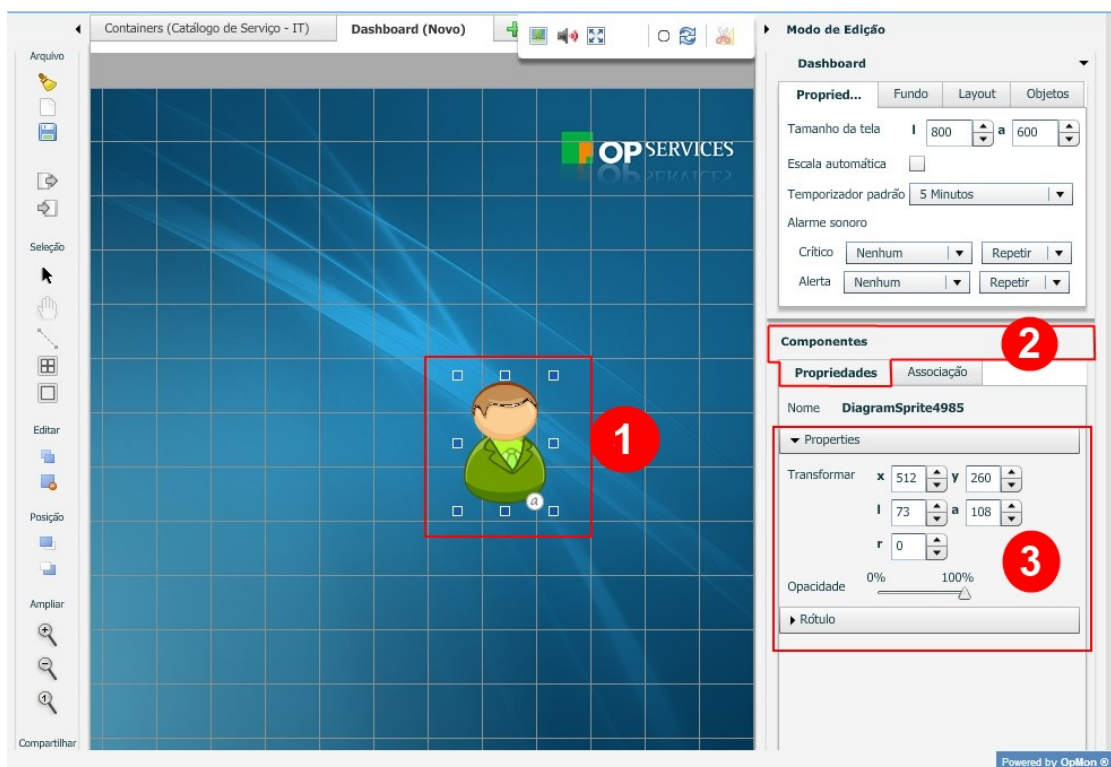 Containers (Catálogo de Serviço - IT)
Dashboard (Novo)
Arquivo
Seleção
Editar
Posição
Ampliar
1
Compartilhar
OPSERVICES
a
1
Modo de Edição
Dashboard
Propried...
Fundo
Layout
Objetos
Tamanho da tela l 800 a 600
Escala automática
Temporizador padrão 5 Minutos
Alarme sonoro
Crítico Nenhum Repetir
Alerta Nenhum Repetir
Componentes
2
Propriedades
Associação
Nome DiagramSprite4985
Properties
Transformar x 512 y 260
l 73 a 108
r 0
3
Opacidade 0% 100%
Rótulo
Powered by OpMon ®